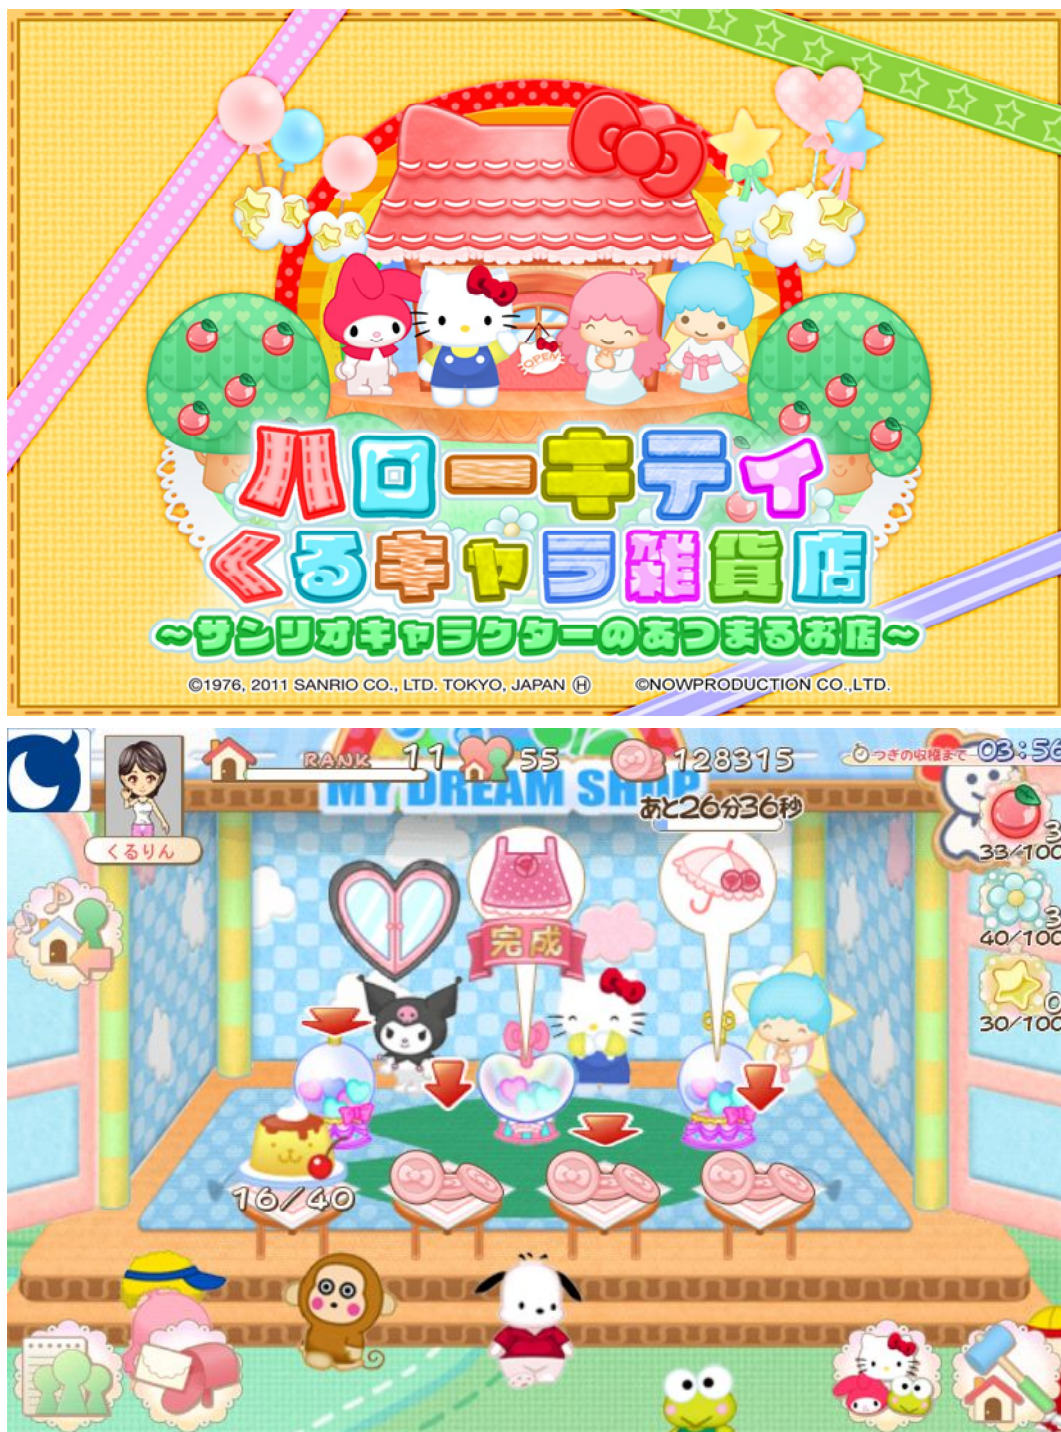 OPEN
ハローキティ
くるキャラ雑貨店
～サンリオキャラクターのあつまるお店～
©1976, 2011 SANRIO CO., LTD. TOKYO, JAPAN Ⓗ ©NOWPRODUCTION CO.,LTD.
RANK 11 55 128315 つぎの収穫まで 03:56
MY DREAM SHOP
あと26分36秒
くるりん
3
33/100
完成
3
40/100
0
30/100
16/40